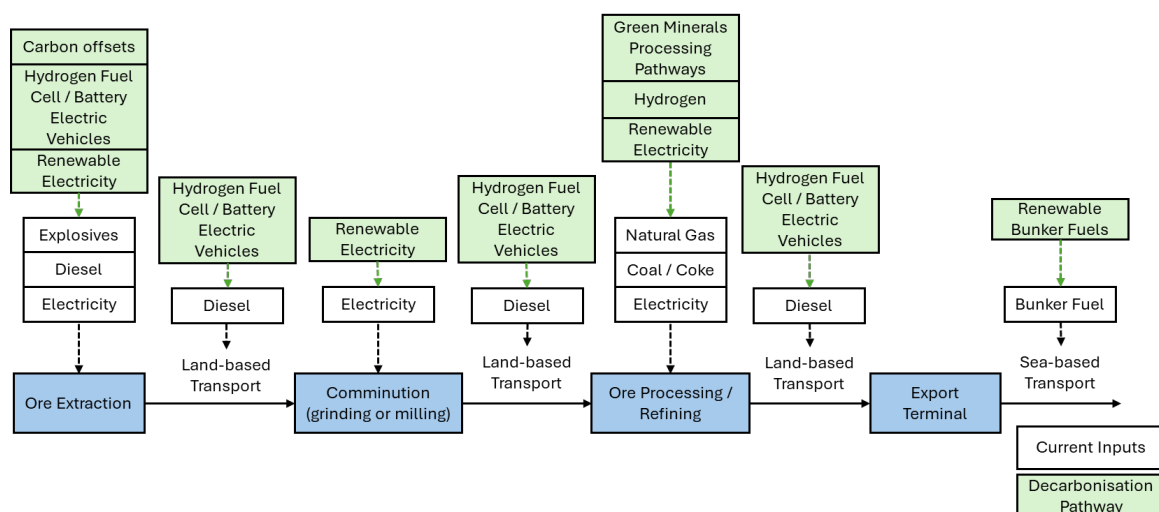 Carbon offsets
Hydrogen Fuel
Cell / Battery
Electric
Vehicles
Renewable
Electricity
Explosives
Diesel
Electricity
Ore Extraction
Hydrogen Fuel
Cell / Battery
Electric
Vehicles
Diesel
Land-based
Transport
Renewable
Electricity
Electricity
Comminution
(grinding or milling)
Hydrogen Fuel
Cell / Battery
Electric
Vehicles
Diesel
Land-based
Transport
Green Minerals
Processing
Pathways
Hydrogen
Renewable
Electricity
Natural Gas
Coal / Coke
Electricity
Ore Processing /
Refining
Hydrogen Fuel
Cell / Battery
Electric
Vehicles
Diesel
Land-based
Transport
Export
Terminal
Renewable
Bunker Fuels
Bunker Fuel
Sea-based
Transport
Current Inputs
Decarbonisation
Pathway